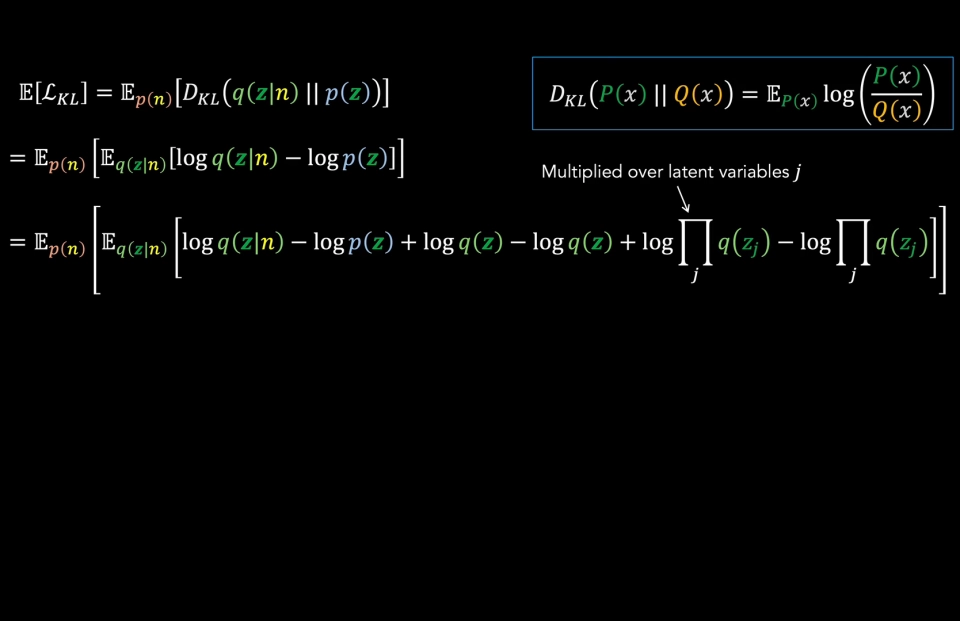 𝔼[ℒ_KL] = 𝔼_p(n)[D_KL(q(z|n) || p(z))]
D_KL(P(x) || Q(x)) = 𝔼_P(x) log(P(x)/Q(x))
= 𝔼_p(n)[𝔼_q(z|n)[log q(z|n) − log p(z)]]
Multiplied over latent variables j
= 𝔼_p(n)[𝔼_q(z|n)[log q(z|n) − log p(z) + log q(z) − log q(z) + log ∏_j q(z_j) − log ∏_j q(z_j)]]